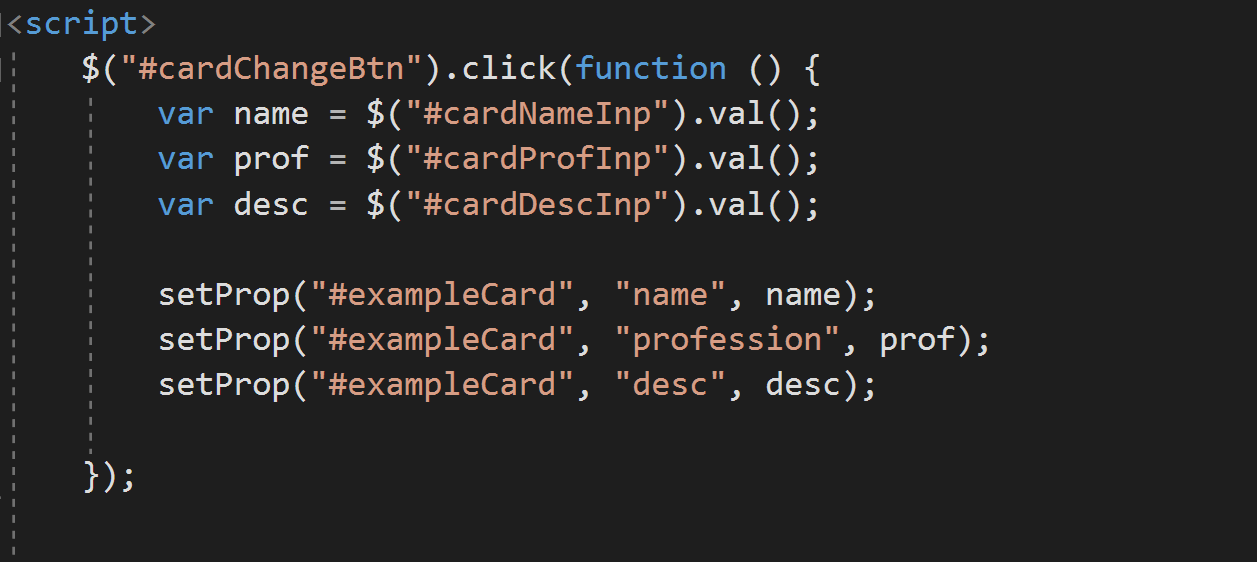 <script>
$("#cardChangeBtn").click(function () {
var name = $("#cardNameInp").val();
var prof = $("#cardProfInp").val();
var desc = $("#cardDescInp").val();
setProp("#exampleCard", "name", name);
setProp("#exampleCard", "profession", prof);
setProp("#exampleCard", "desc", desc);
});